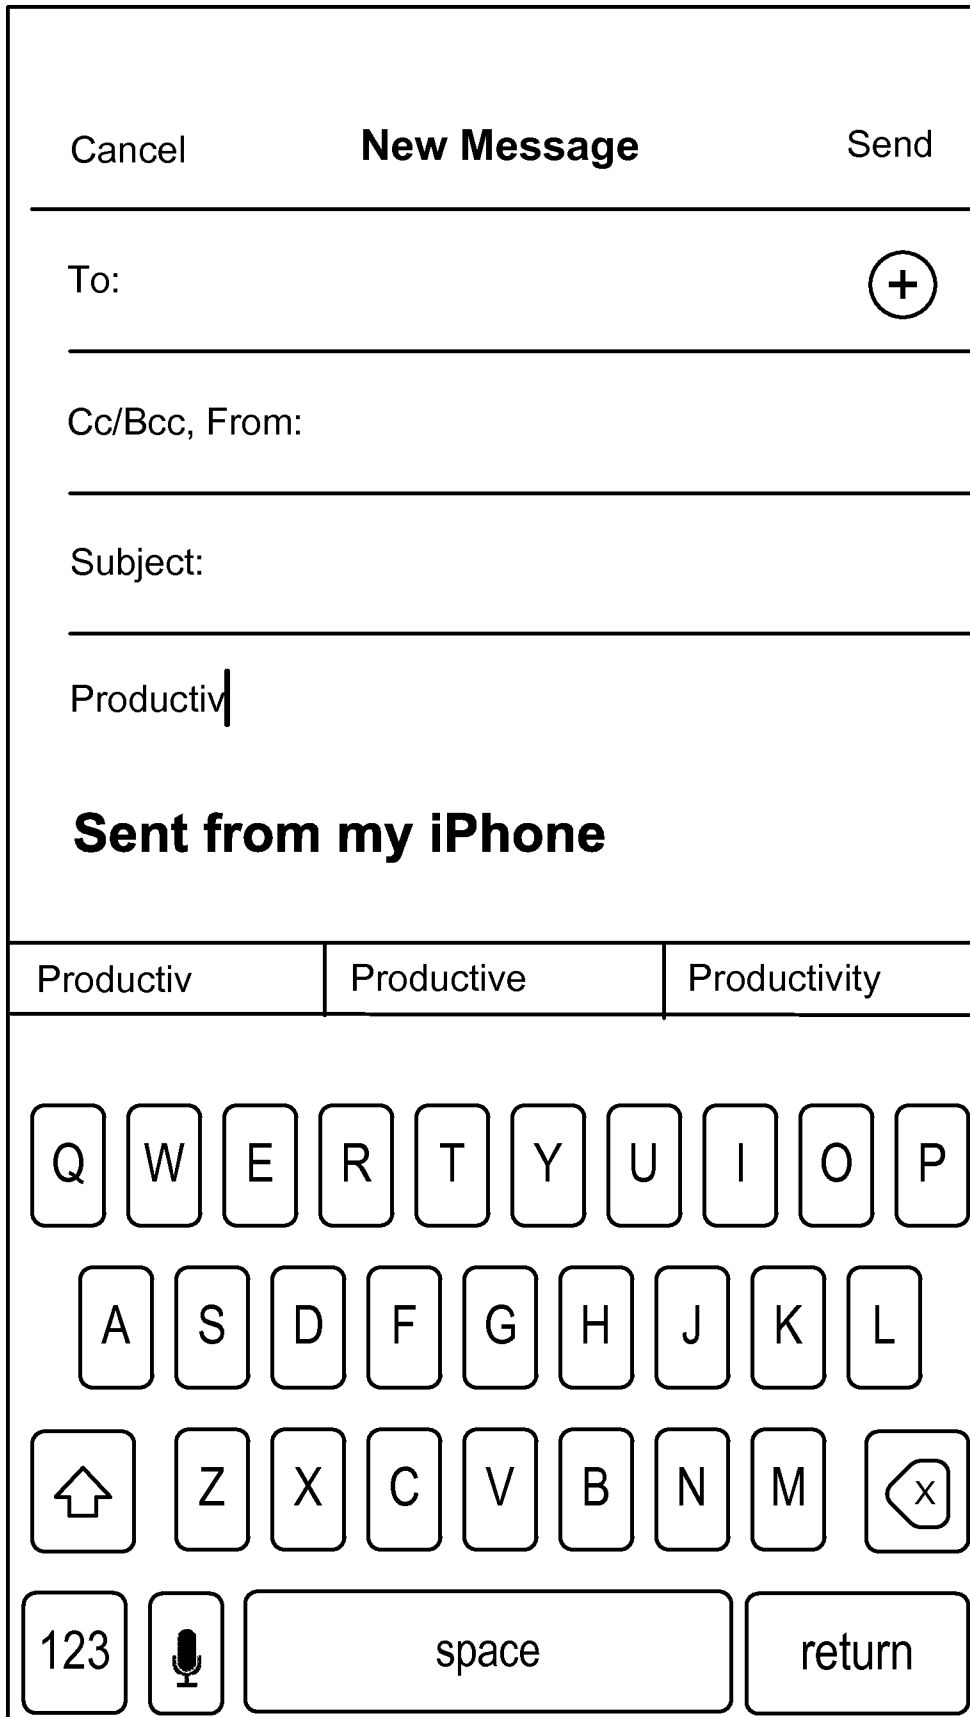 Cancel New Message Send
To: +
Cc/Bcc, From:
Subject:
Productiv
Sent from my iPhone
Productiv Productive Productivity
Q W E R T Y U I O P
A S D F G H J K L
Z X C V B N M X
123 space return